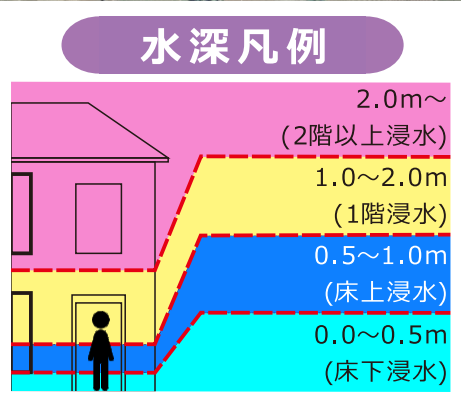 水深凡例
2.0m～
(2階以上浸水)
1.0～2.0m
(1階浸水)
0.5～1.0m
(床上浸水)
0.0～0.5m
(床下浸水)